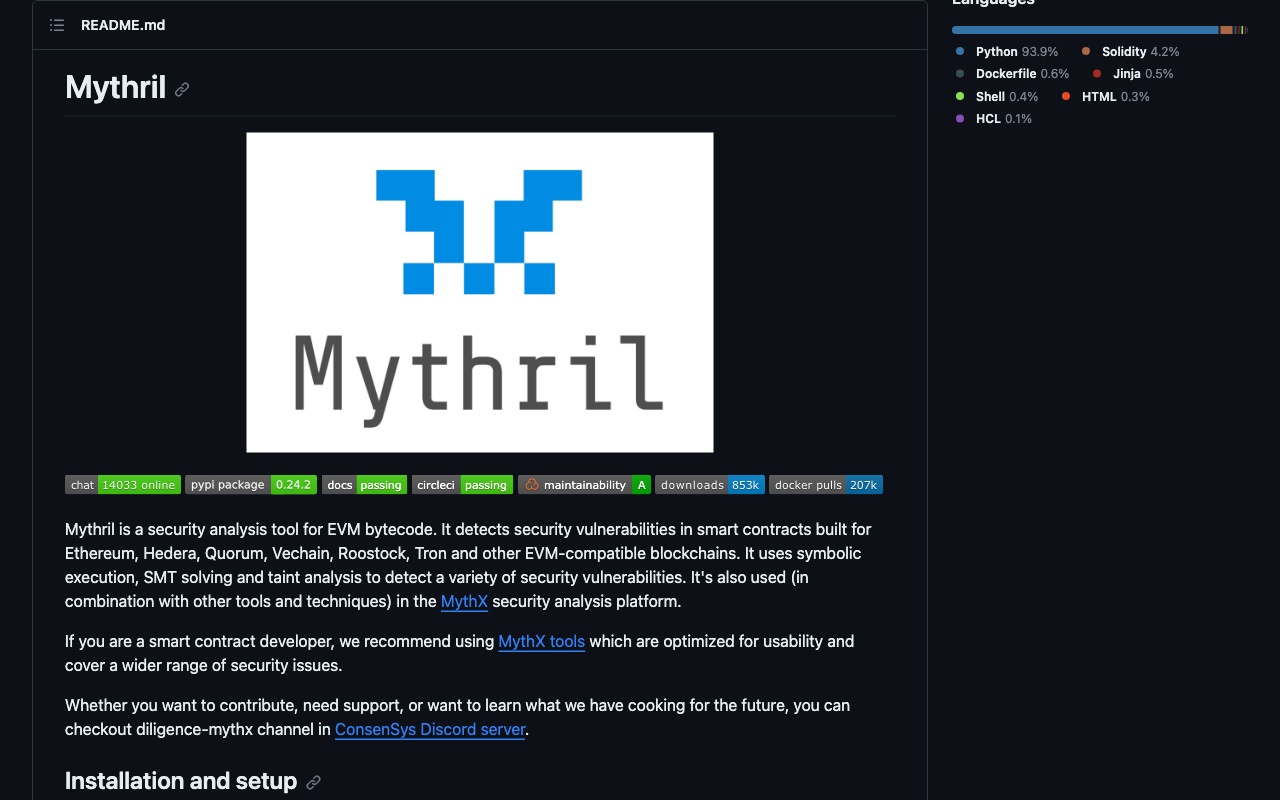 README.md
Mythril
Mythril
chat 14033 online pypi package 0.24.2 docs passing circleci passing maintainability A downloads 853k docker pulls 207k
Mythril is a security analysis tool for EVM bytecode. It detects security vulnerabilities in smart contracts built for
Ethereum, Hedera, Quorum, Vechain, Roostock, Tron and other EVM-compatible blockchains. It uses symbolic
execution, SMT solving and taint analysis to detect a variety of security vulnerabilities. It's also used (in
combination with other tools and techniques) in the MythX security analysis platform.
If you are a smart contract developer, we recommend using MythX tools which are optimized for usability and
cover a wider range of security issues.
Whether you want to contribute, need support, or want to learn what we have cooking for the future, you can
checkout diligence-mythx channel in ConsenSys Discord server.
Installation and setup
Languages
Python 93.9% Solidity 4.2%
Dockerfile 0.6% Jinja 0.5%
Shell 0.4% HTML 0.3%
HCL 0.1%